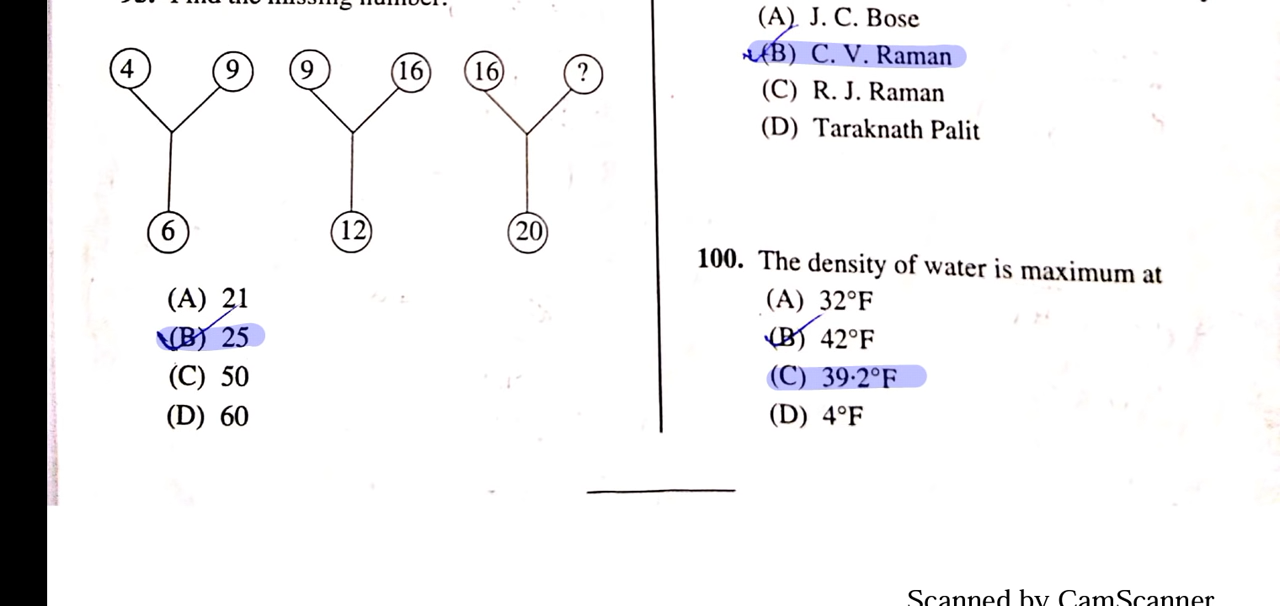 4 9 9 16 16 ?
6 12 20
(A) 21
(B) 25
(C) 50
(D) 60
(A) J. C. Bose
(B) C. V. Raman
(C) R. J. Raman
(D) Taraknath Palit
100. The density of water is maximum at
(A) 32°F
(B) 42°F
(C) 39·2°F
(D) 4°F
Scanned by CamScanner